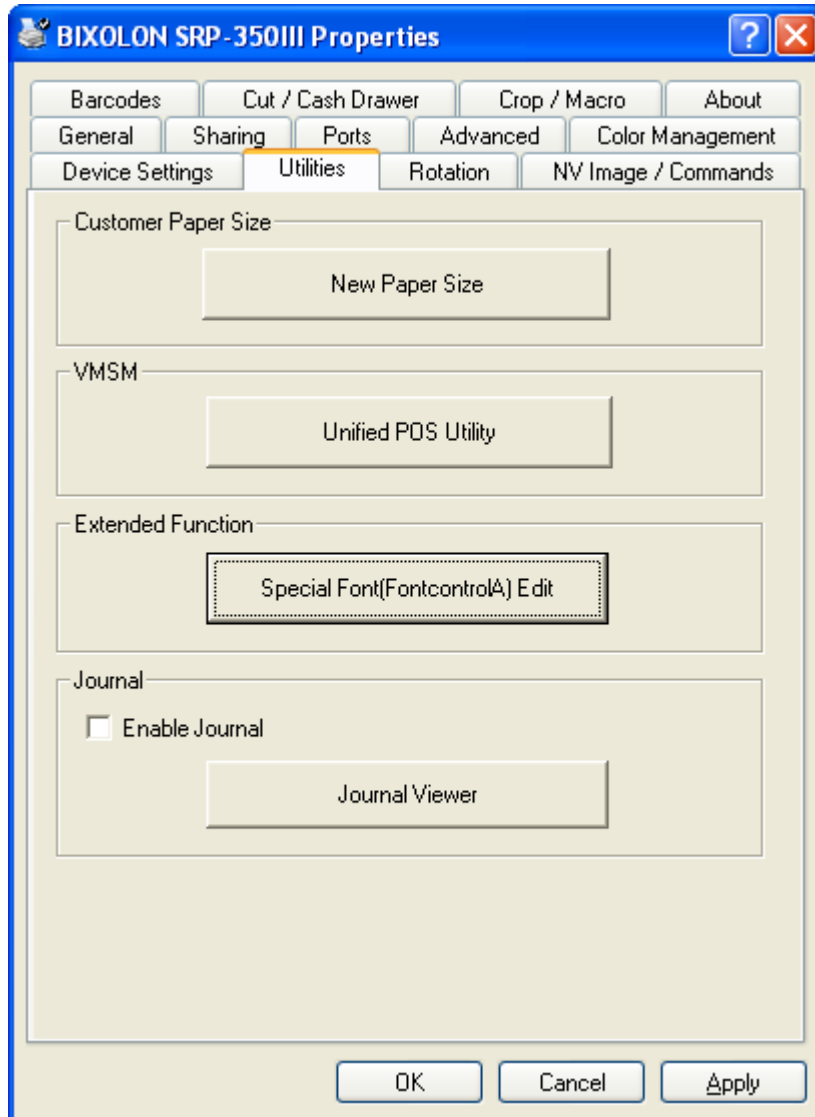 BIXOLON SRP-350III Properties
Barcodes Cut / Cash Drawer Crop / Macro About
General Sharing Ports Advanced Color Management
Device Settings Utilities Rotation NV Image / Commands
Customer Paper Size
New Paper Size
VMSM
Unified POS Utility
Extended Function
Special Font(FontcontrolA) Edit
Journal
Enable Journal
Journal Viewer
OK Cancel Apply